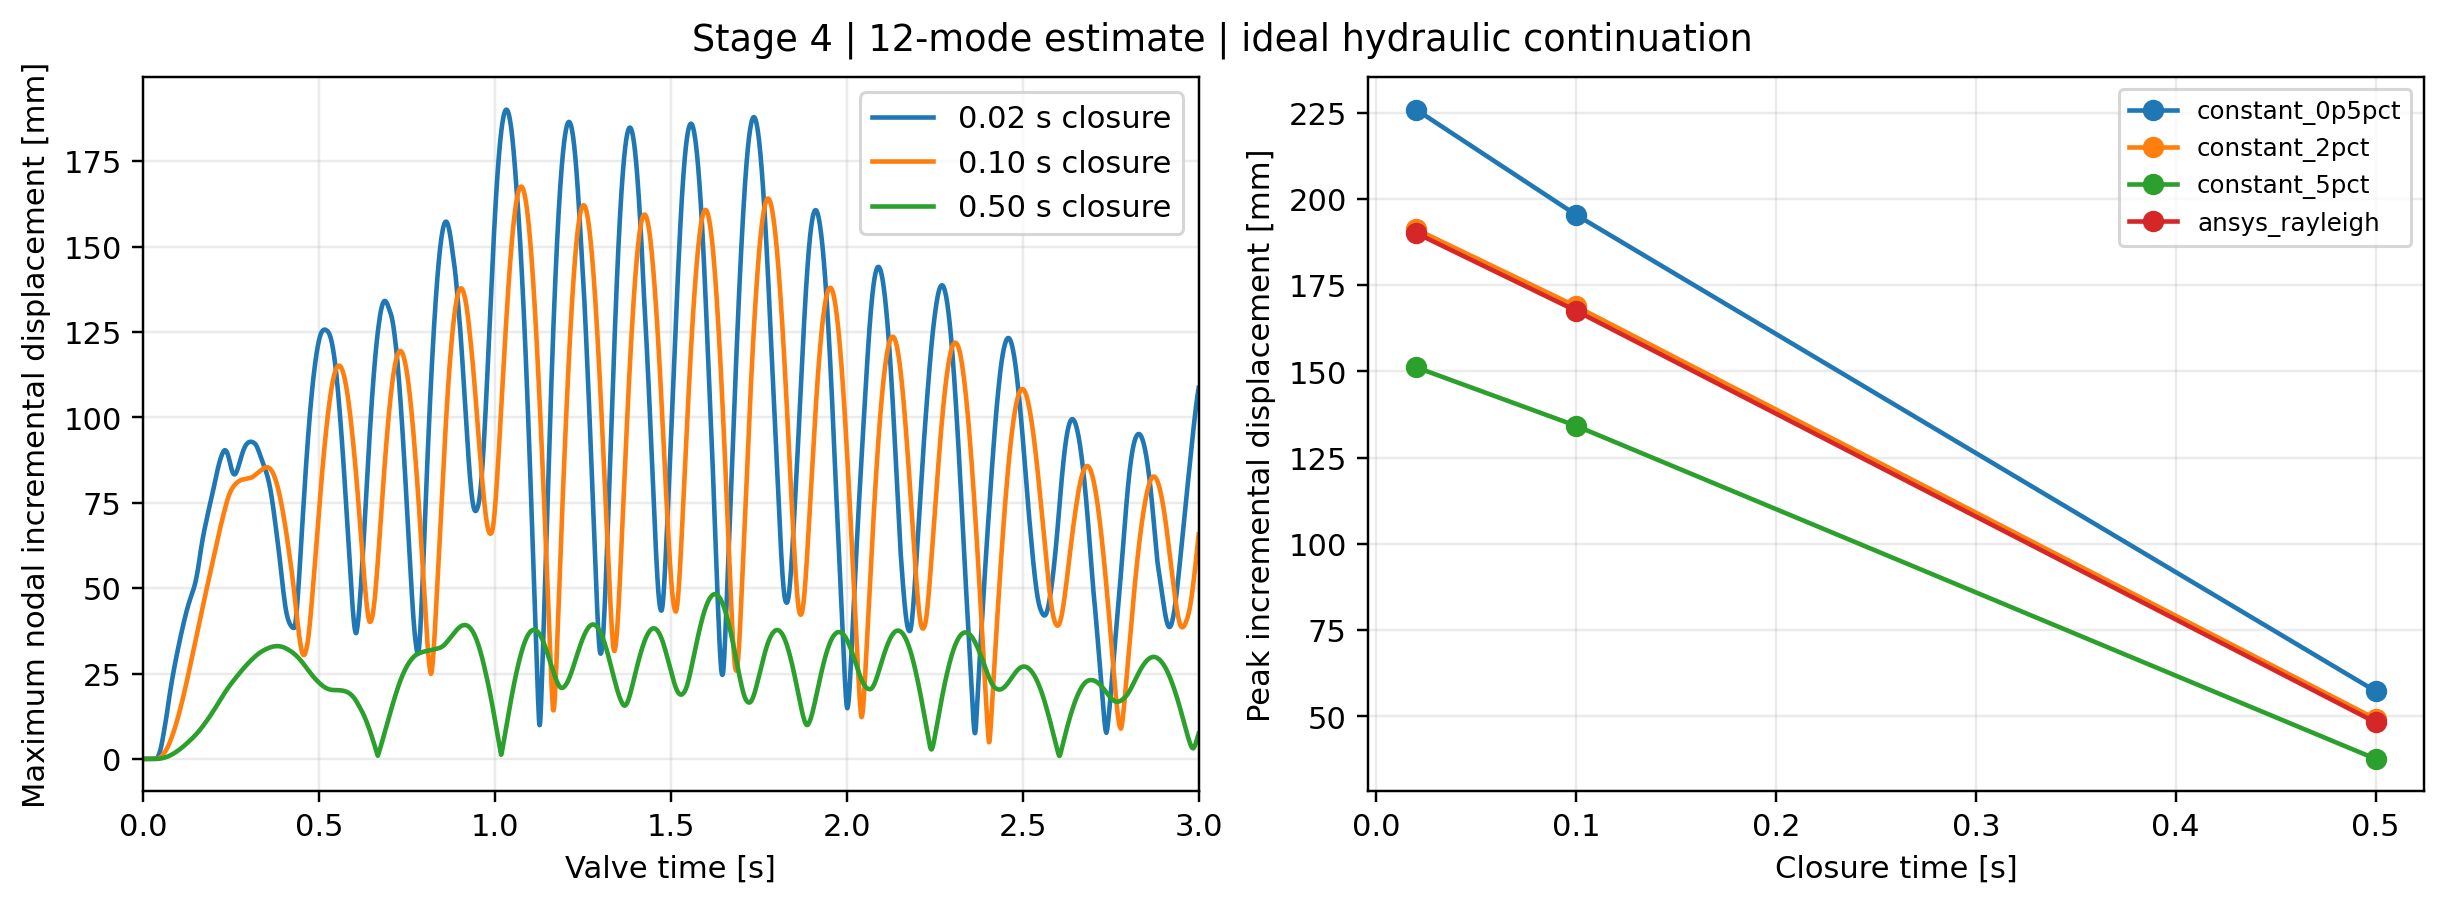 Stage 4 | 12-mode estimate | ideal hydraulic continuation
Maximum nodal incremental displacement [mm]
175
150
125
100
75
50
25
0
0.02 s closure
0.10 s closure
0.50 s closure
0.0 0.5 1.0 1.5 2.0 2.5 3.0
Valve time [s]
Peak incremental displacement [mm]
225
200
175
150
125
100
75
50
constant_0p5pct
constant_2pct
constant_5pct
ansys_rayleigh
0.0 0.1 0.2 0.3 0.4 0.5
Closure time [s]